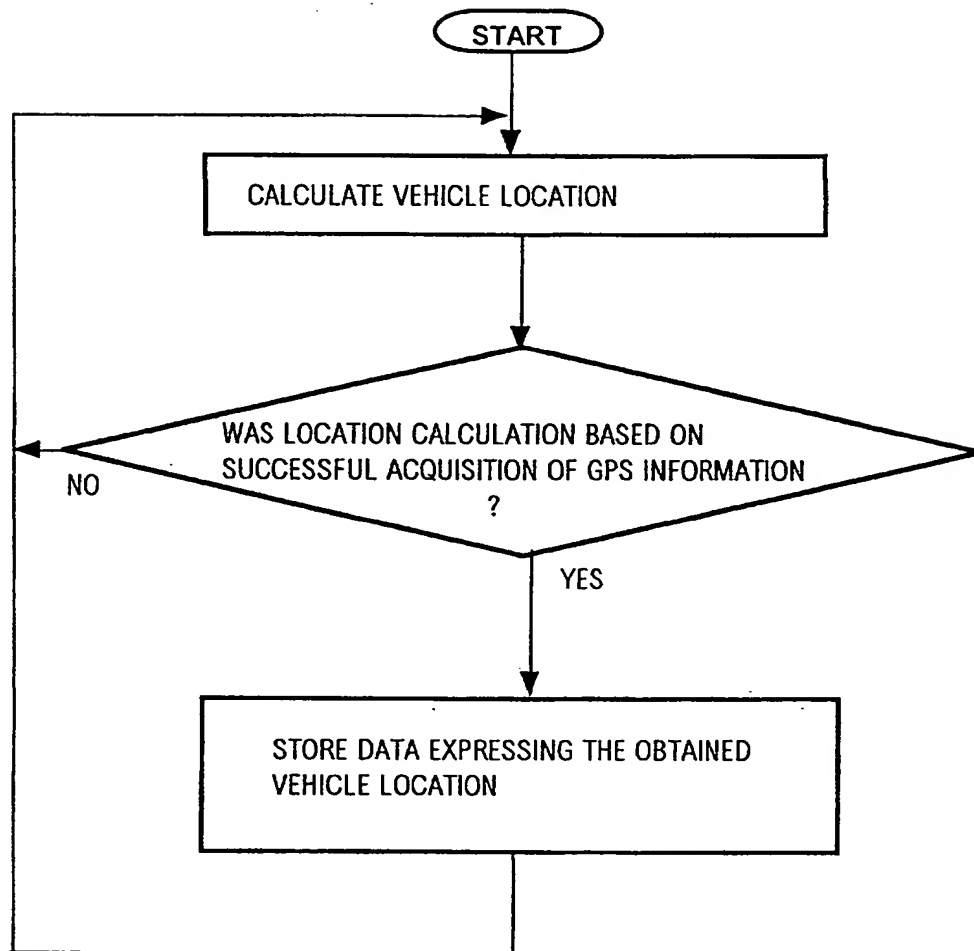 START
CALCULATE VEHICLE LOCATION
WAS LOCATION CALCULATION BASED ON
SUCCESSFUL ACQUISITION OF GPS INFORMATION
?
NO
YES
STORE DATA EXPRESSING THE OBTAINED
VEHICLE LOCATION